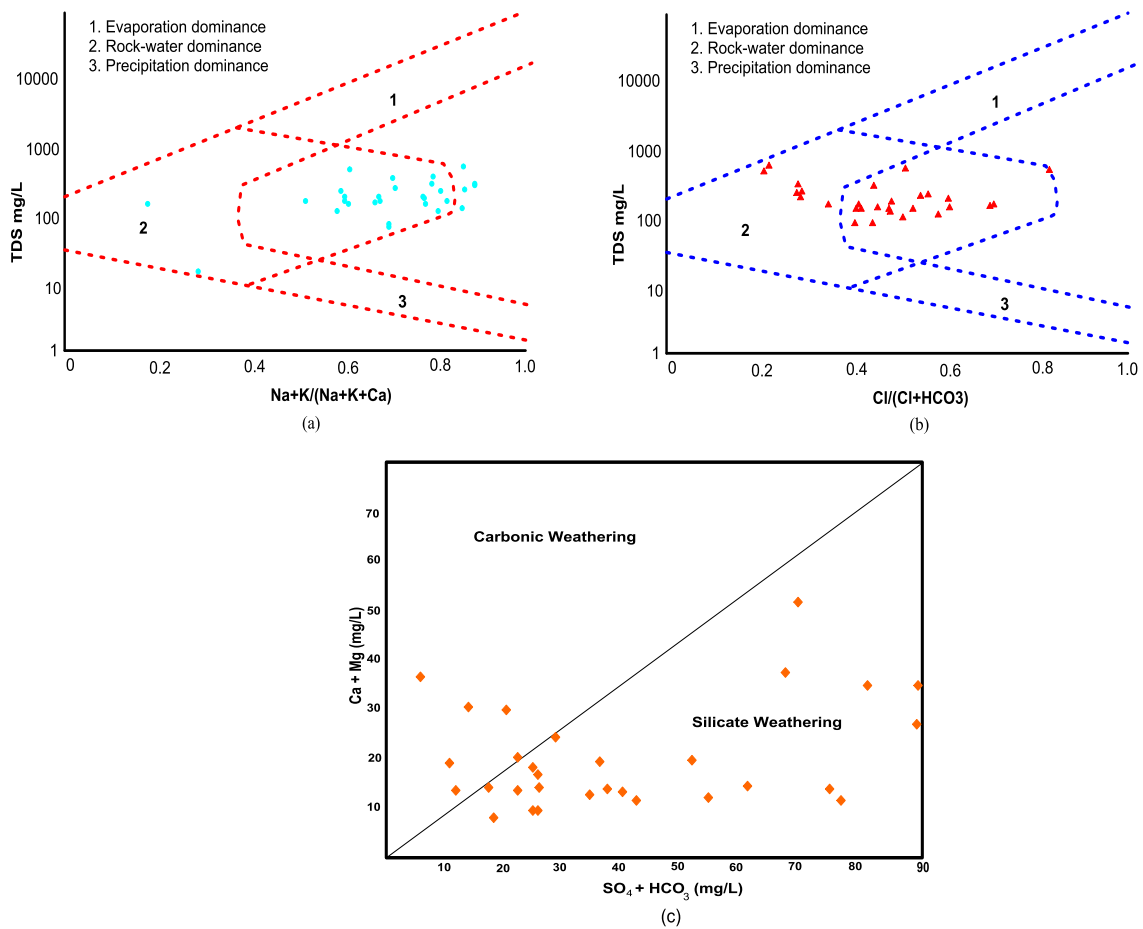 (a)
1. Evaporation dominance
2. Rock-water dominance
3. Precipitation dominance
TDS mg/L
10000
1000
100
10
1
1
2
3
0
0.2
0.4
0.6
0.8
1.0
Na+K/(Na+K+Ca)
(a)
(b)
1. Evaporation dominance
2. Rock-water dominance
3. Precipitation dominance
TDS mg/L
10000
1000
100
10
1
1
2
3
0
0.2
0.4
0.6
0.8
1.0
Cl/(Cl+HCO3)
(b)
Carbonic Weathering
Silicate Weathering
Ca + Mg (mg/L)
70
60
50
40
30
20
10
10
20
30
40
50
60
70
80
90
SO4 + HCO3 (mg/L)
(c)